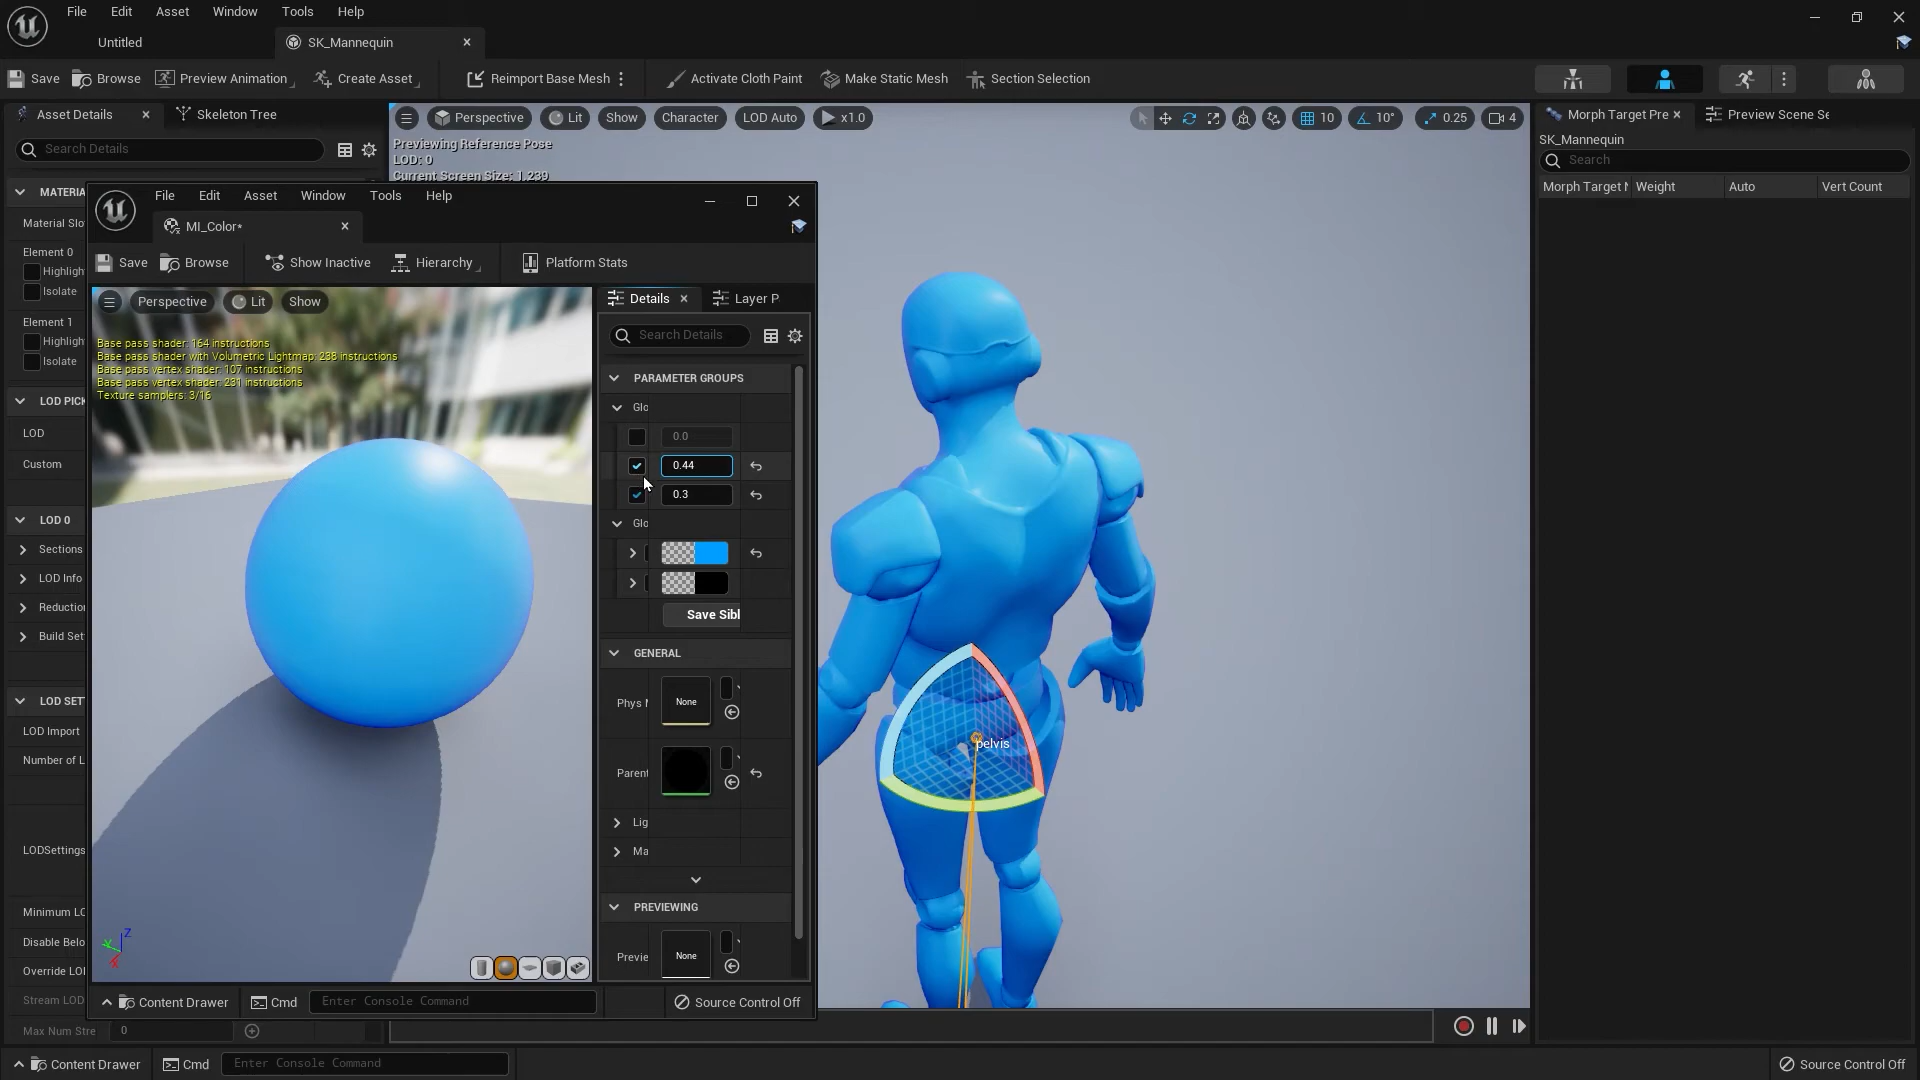 File Edit Asset Window Tools Help
Untitled SK_Mannequin
Save Browse Preview Animation Create Asset Reimport Base Mesh Activate Cloth Paint Make Static Mesh Section Selection
Asset Details Skeleton Tree
Search Details
Perspective Lit Show Character LOD Auto x1.0
10 10° 0.25 4
Previewing Reference Pose
LOD: 0
Current Screen Size: 1.239
Morph Target Pre Preview Scene Se
SK_Mannequin
Search
Morph Target Weight Auto Vert Count
MATERIA
Material Slo
Element 0
Highligh
Isolate
Element 1
Highligh
Isolate
LOD PICK
LOD
Custom
LOD 0
Sections
LOD Info
Reduction
Build Set
LOD SET
LOD Import
Number of L
LODSettings
Minimum LO
Disable Belo
Override LOI
Stream LOD
Max Num Stre 0
File Edit Asset Window Tools Help
MI_Color*
Save Browse Show Inactive Hierarchy Platform Stats
Perspective Lit Show
Base pass shader: 164 instructions
Base pass shader with Volumetric Lightmap: 238 instructions
Base pass vertex shader: 107 instructions
Base pass vertex shader: 231 instructions
Texture samplers: 3/16
Z
Y
X
Details Layer P
Search Details
PARAMETER GROUPS
Glo
0.0
0.44
0.3
Glo
Save Sibl
GENERAL
Phys None
Parent
Lig
Ma
PREVIEWING
Previe None
Content Drawer Cmd Enter Console Command Source Control Off
pelvis
Content Drawer Cmd Enter Console Command Source Control Off